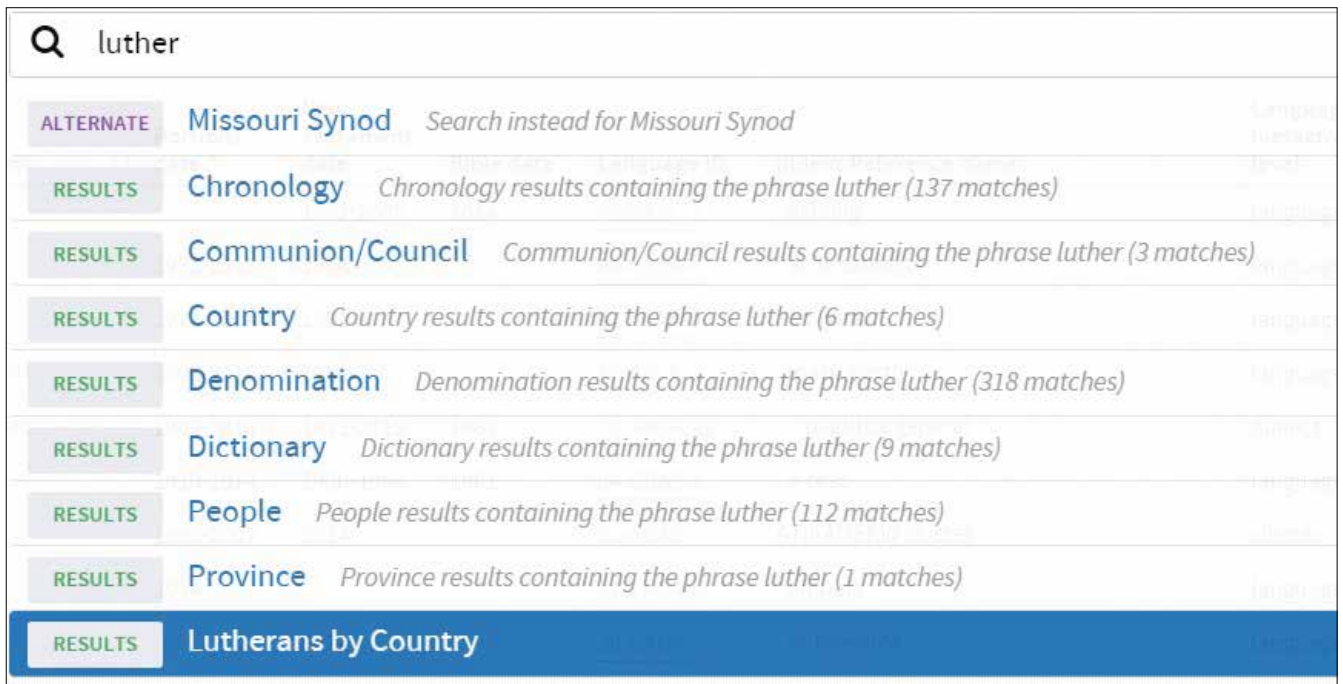 luther
ALTERNATE Missouri Synod Search instead for Missouri Synod
RESULTS Chronology Chronology results containing the phrase luther (137 matches)
RESULTS Communion/Council Communion/Council results containing the phrase luther (3 matches)
RESULTS Country Country results containing the phrase luther (6 matches)
RESULTS Denomination Denomination results containing the phrase luther (318 matches)
RESULTS Dictionary Dictionary results containing the phrase luther (9 matches)
RESULTS People People results containing the phrase luther (112 matches)
RESULTS Province Province results containing the phrase luther (1 matches)
RESULTS Lutherans by Country